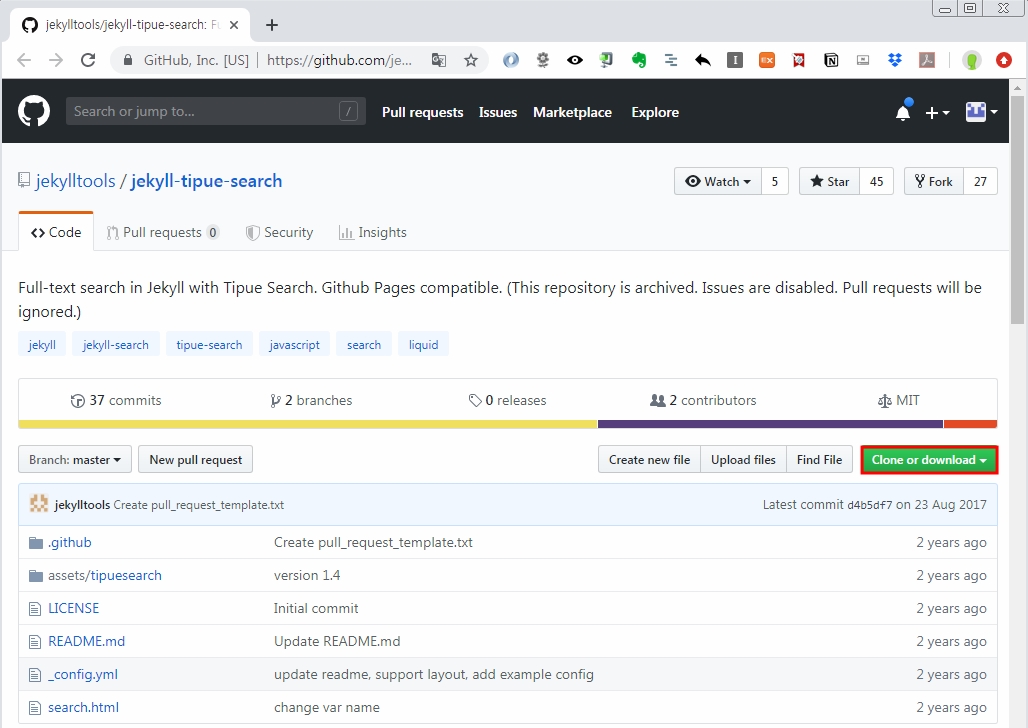 jekylltools/jekyll-tipue-search: Fu
GitHub, Inc. [US] | https://github.com/je...
Search or jump to... /
Pull requests Issues Marketplace Explore
jekylltools / jekyll-tipue-search
Watch 5 Star 45 Fork 27
Code Pull requests 0 Security Insights
Full-text search in Jekyll with Tipue Search. Github Pages compatible. (This repository is archived. Issues are disabled. Pull requests will be
ignored.)
jekyll jekyll-search tipue-search javascript search liquid
37 commits 2 branches 0 releases 2 contributors MIT
Branch: master New pull request Create new file Upload files Find File Clone or download
jekylltools Create pull_request_template.txt Latest commit d4b5df7 on 23 Aug 2017
.github Create pull_request_template.txt 2 years ago
assets/tipuesearch version 1.4 2 years ago
LICENSE Initial commit 2 years ago
README.md Update README.md 2 years ago
_config.yml update readme, support layout, add example config 2 years ago
search.html change var name 2 years ago